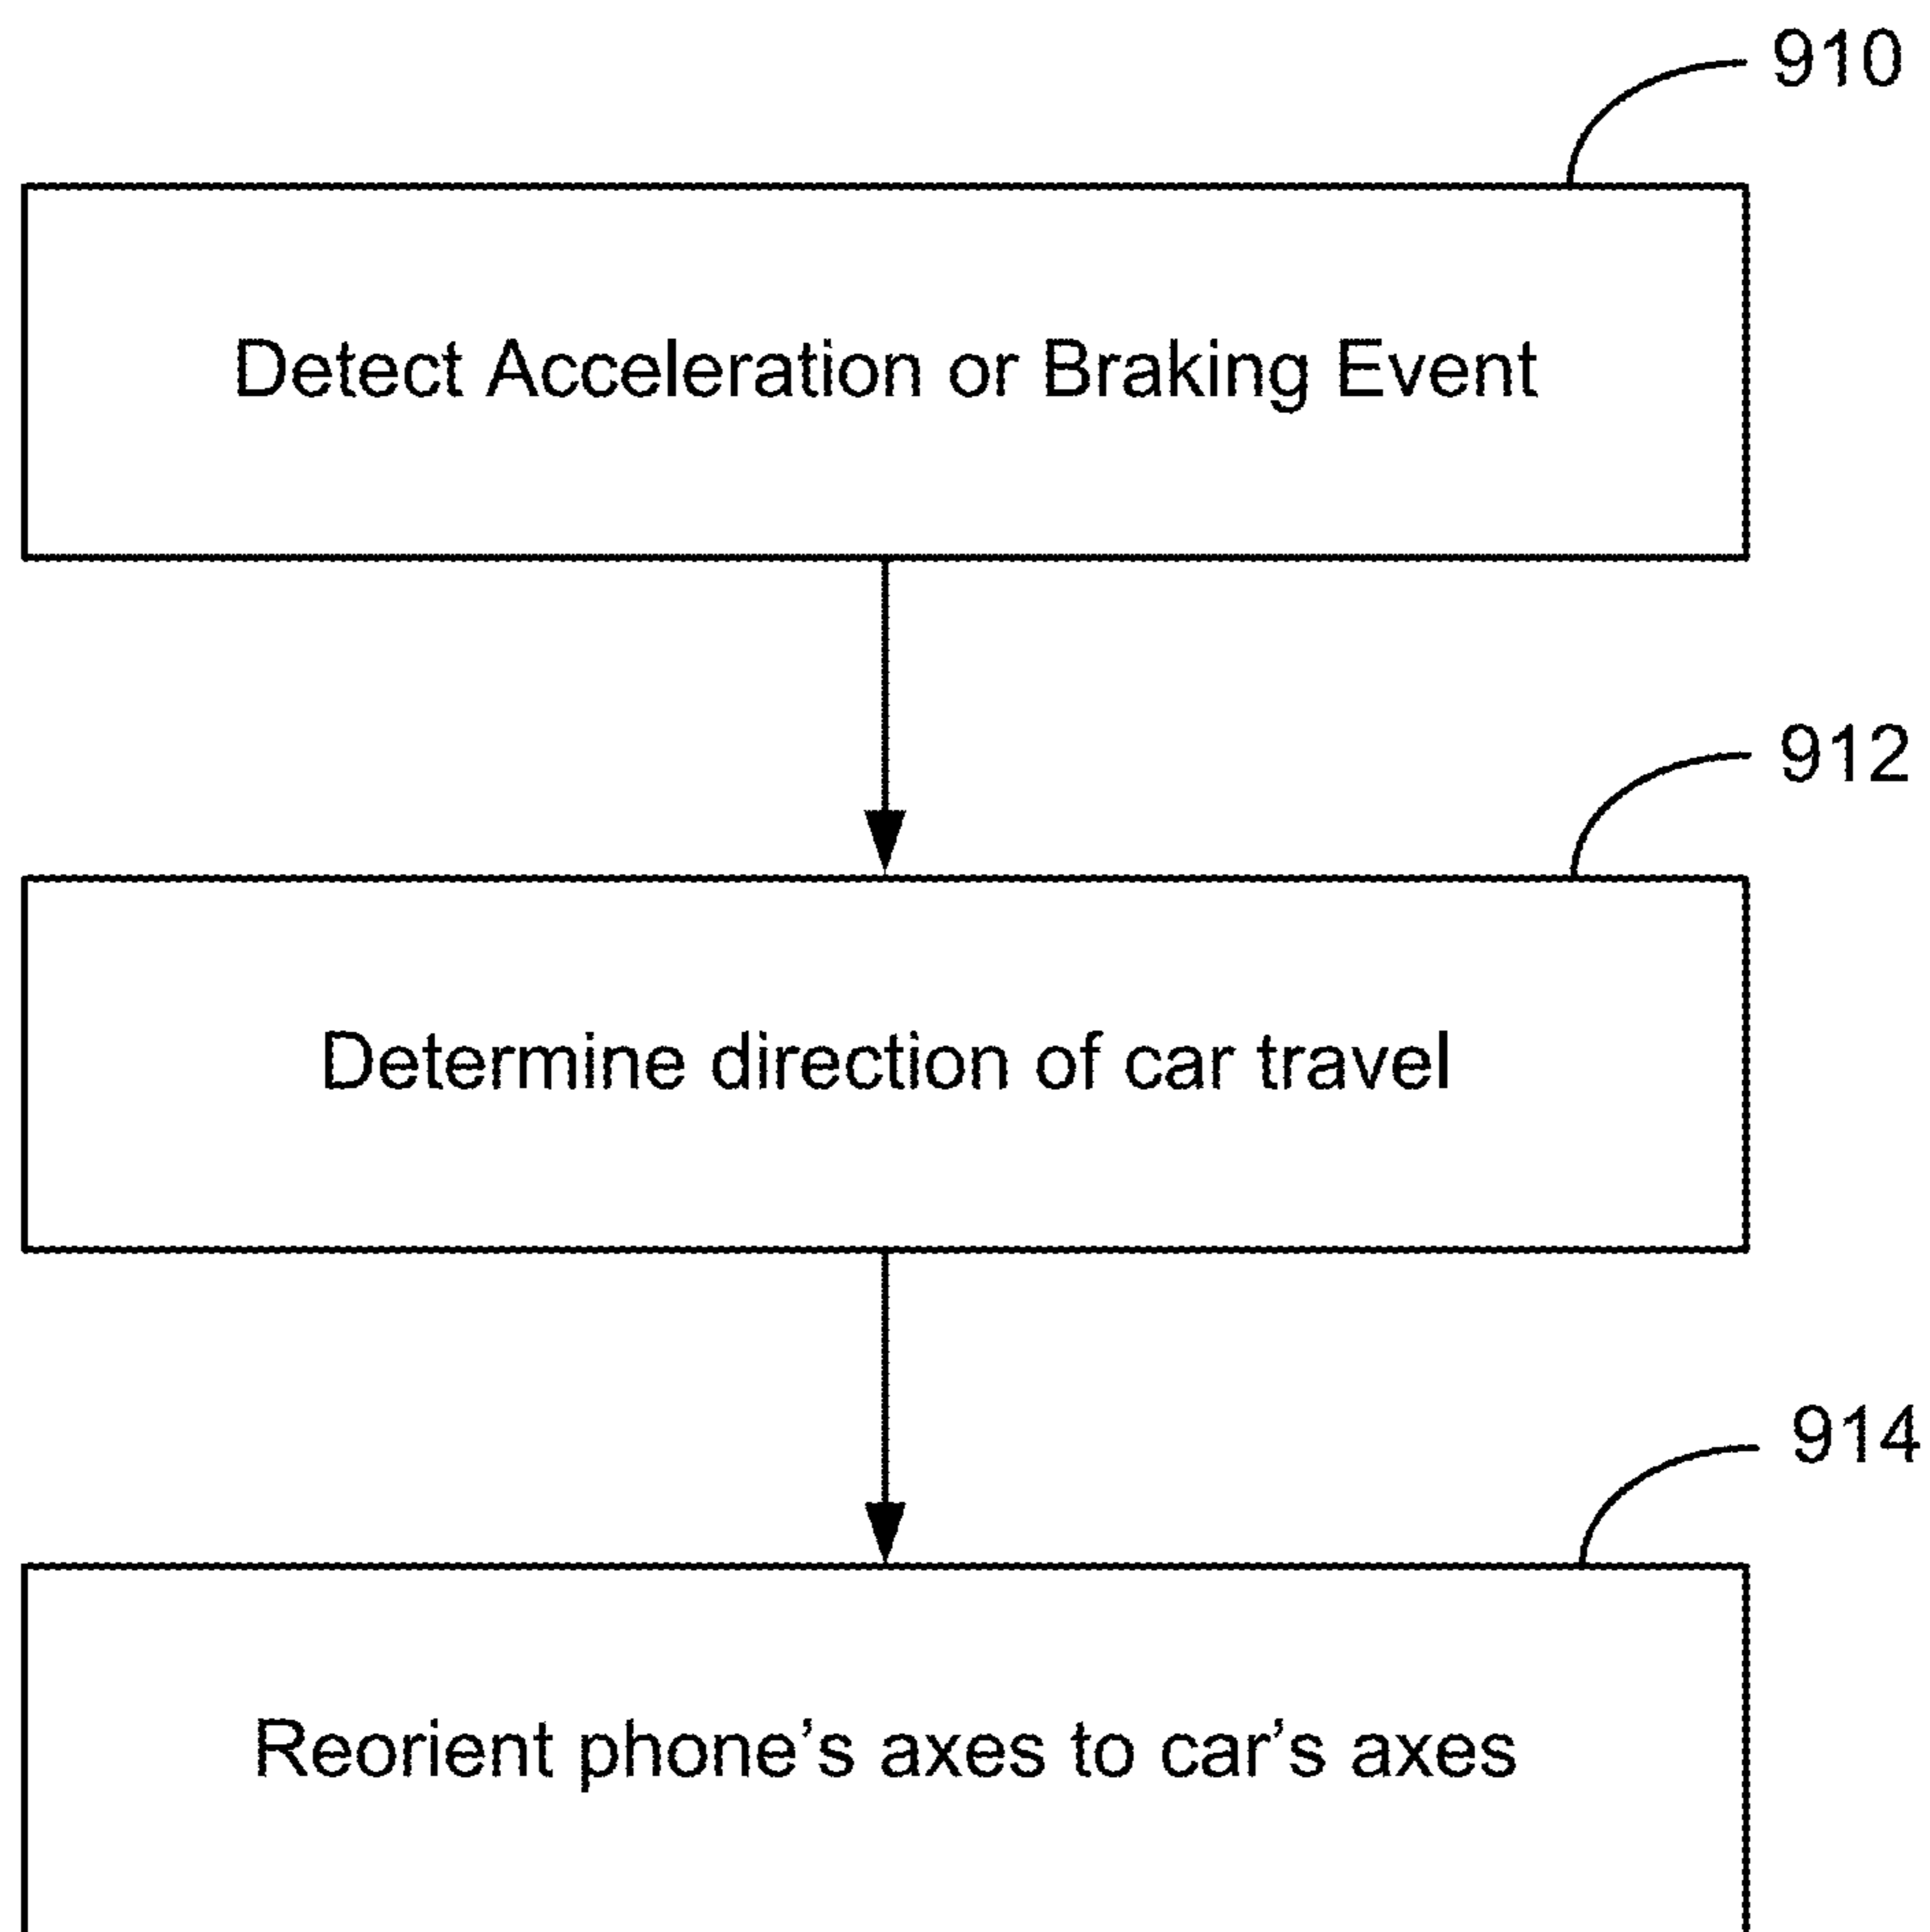 910
Detect Acceleration or Braking Event
912
Determine direction of car travel
914
Reorient phone’s axes to car’s axes